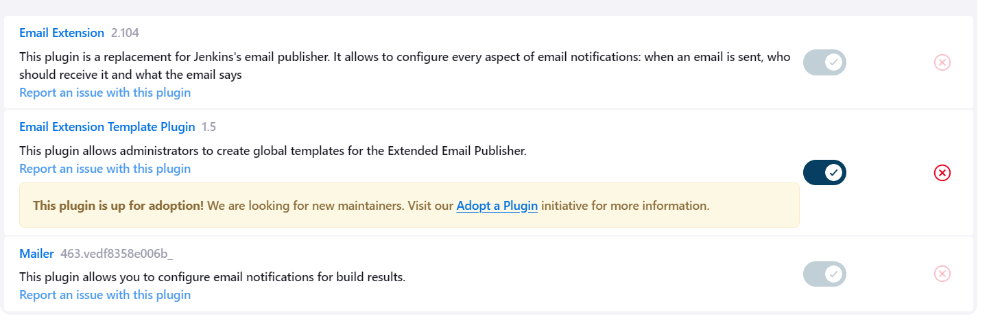 Email Extension 2.104
This plugin is a replacement for Jenkins's email publisher. It allows to configure every aspect of email notifications: when an email is sent, who
should receive it and what the email says
Report an issue with this plugin
Email Extension Template Plugin 1.5
This plugin allows administrators to create global templates for the Extended Email Publisher.
Report an issue with this plugin
This plugin is up for adoption! We are looking for new maintainers. Visit our Adopt a Plugin initiative for more information.
Mailer 463.vedf8358e006b_
This plugin allows you to configure email notifications for build results.
Report an issue with this plugin